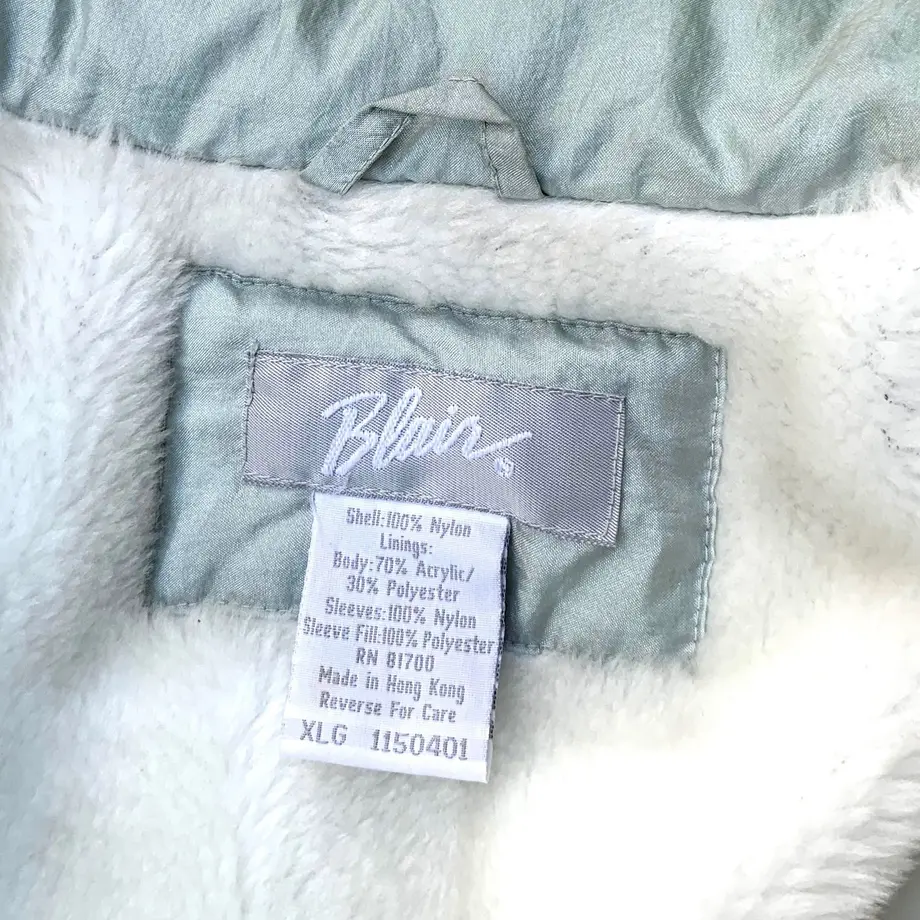 Blair®
Shell:100% Nylon
Linings:
Body:70% Acrylic/
30% Polyester
Sleeves:100% Nylon
Sleeve Fill:100% Polyester
RN 81700
Made in Hong Kong
Reverse For Care
XLG 1150401